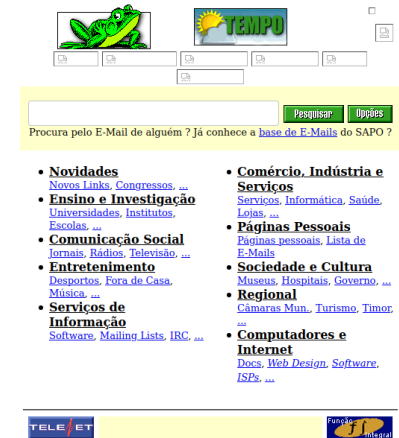 TEMPO
Pesquisar Opções
Procura pelo E-Mail de alguém ? Já conhece a base de E-Mails do SAPO ?
Novidades
Novos Links, Congressos, ...
Ensino e Investigação
Universidades, Institutos,
Escolas, ...
Comunicação Social
Jornais, Rádios, Televisão, ...
Entretenimento
Desportos, Fora de Casa,
Música, ...
Serviços de
Informação
Software, Mailing Lists, IRC, ...
Comércio, Indústria e
Serviços
Serviços, Informática, Saúde,
Lojas, ...
Páginas Pessoais
Páginas pessoais, Lista de
E-Mails
Sociedade e Cultura
Museus, Hospitais, Governo, ...
Regional
Câmaras Mun., Turismo, Timor,
...
Computadores e
Internet
Docs, Web Design, Software,
ISPs, ...
TELENET
Função
Integral